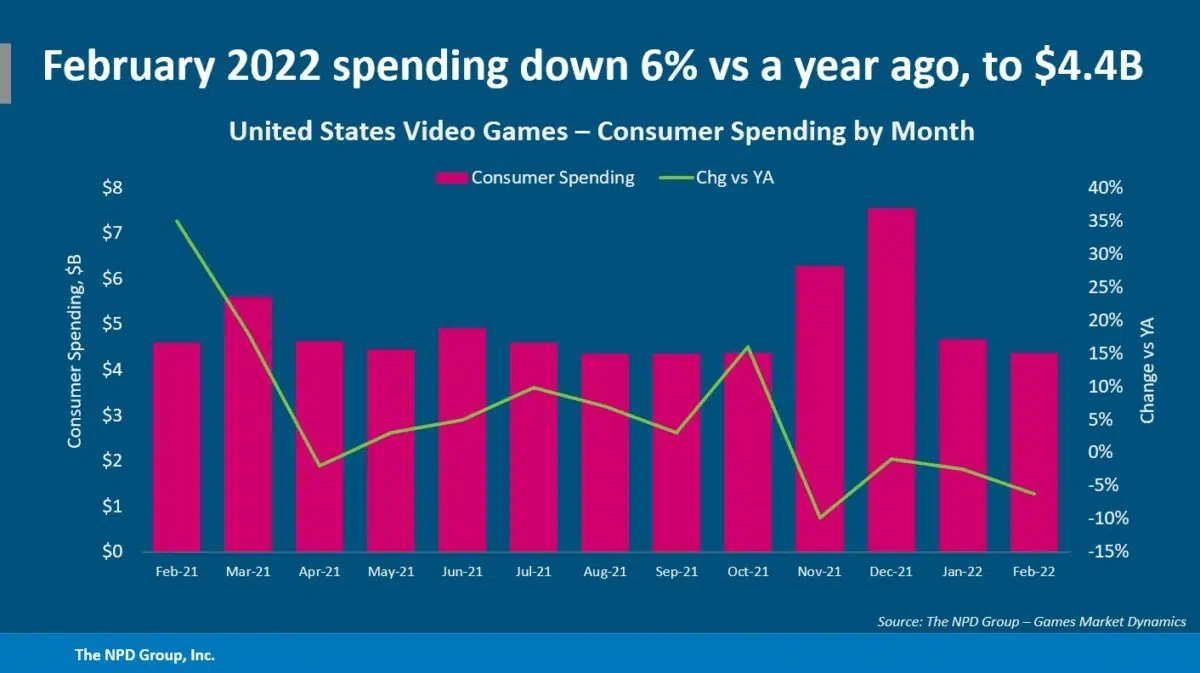 February 2022 spending down 6% vs a year ago, to $4.4B
United States Video Games – Consumer Spending by Month
Consumer Spending
Chg vs YA
Consumer Spending, $B
$8
$7
$6
$5
$4
$3
$2
$1
$0
40%
35%
30%
25%
20%
15%
10%
5%
0%
-5%
-10%
-15%
Change vs YA
Feb-21 Mar-21 Apr-21 May-21 Jun-21 Jul-21 Aug-21 Sep-21 Oct-21 Nov-21 Dec-21 Jan-22 Feb-22
Source: The NPD Group – Games Market Dynamics
The NPD Group, Inc.